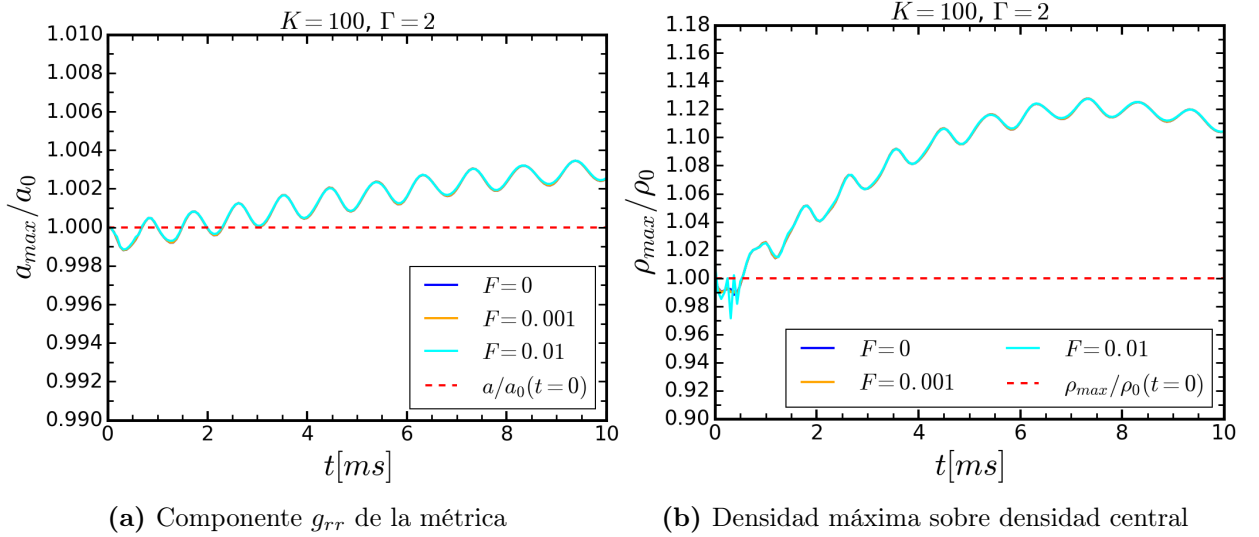 K = 100, Γ = 2
1.010
1.008
1.006
1.004
1.002
1.000
0.998
0.996
0.994
0.992
0.990
a_max/a_0
F = 0
F = 0.001
F = 0.01
a/a_0(t = 0)
0 2 4 6 8 10
t[ms]
(a) Componente g_rr de la métrica
K = 100, Γ = 2
1.18
1.16
1.14
1.12
1.10
1.08
1.06
1.04
1.02
1.00
0.98
0.96
0.94
0.92
0.90
ρ_max/ρ_0
F = 0 F = 0.01
F = 0.001 ρ_max/ρ_0(t = 0)
0 2 4 6 8 10
t[ms]
(b) Densidad máxima sobre densidad central